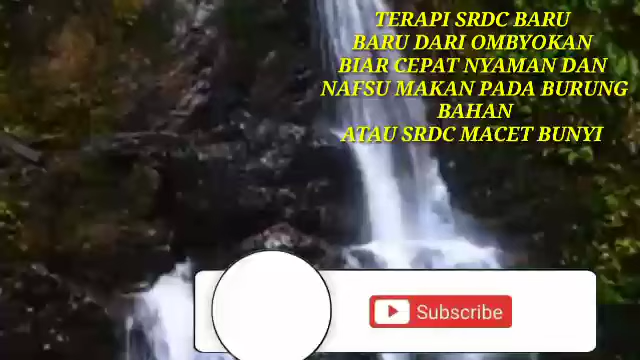 TERAPI SRDC BARU
BARU DARI OMBYOKAN
BIAR CEPAT NYAMAN DAN
NAFSU MAKAN PADA BURUNG
BAHAN
ATAU SRDC MACET BUNYI
Subscribe